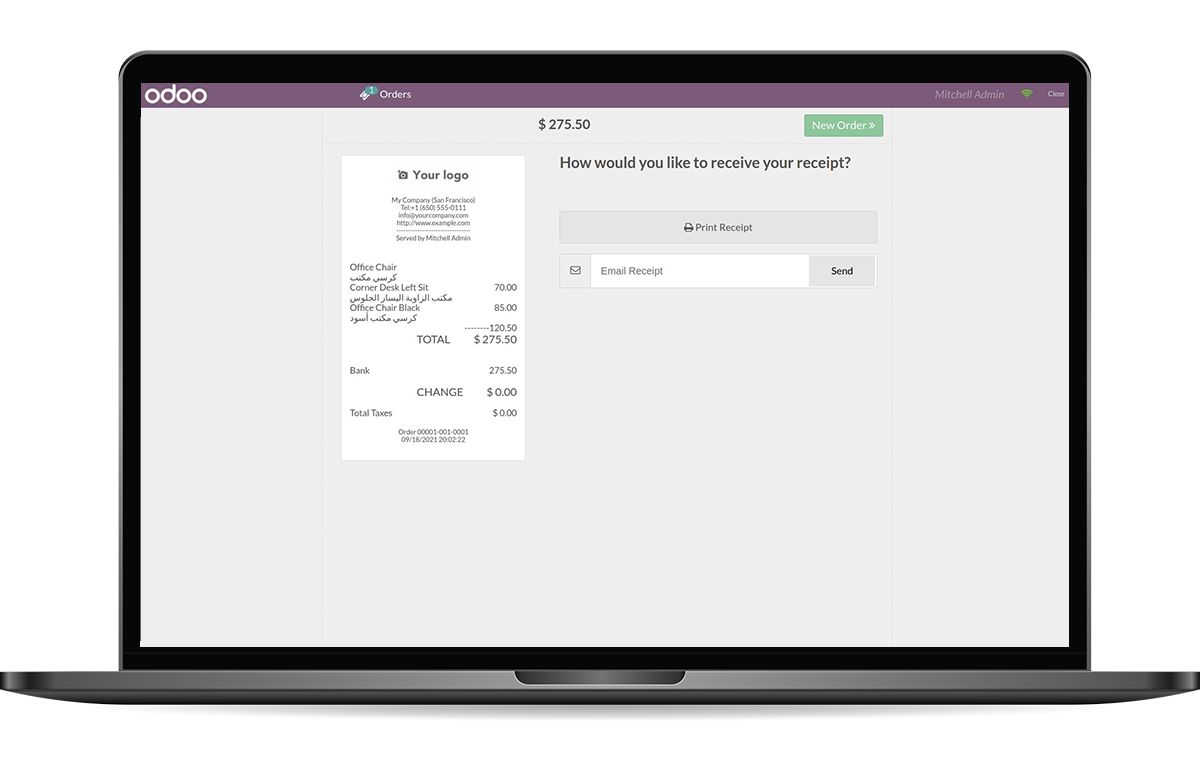 odoo
1
Orders
Mitchell Admin
Close
$ 275.50
New Order »
Your logo
My Company (San Francisco)
Tel:+1 (650) 555-0111
info@yourcompany.com
http://www.example.com
--------------------------------
Served by Mitchell Admin
Office Chair
كرسي مكتب
Corner Desk Left Sit 70.00
مكتب الزاوية اليسار الجلوس
Office Chair Black 85.00
كرسي مكتب أسود
--------120.50
TOTAL $ 275.50
Bank 275.50
CHANGE $ 0.00
Total Taxes $ 0.00
Order 00001-001-0001
09/18/2021 20:02:22
How would you like to receive your receipt?
Print Receipt
Email Receipt
Send